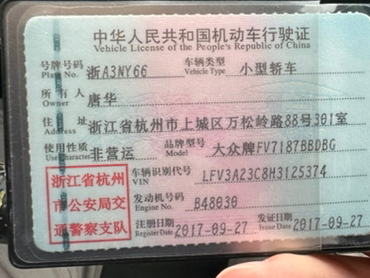 中华人民共和国机动车行驶证
Vehicle License of the People's Republic of China
号牌号码 浙A3NY66 车辆类型 小型轿车
Plate No. Vehicle Type
所有人 唐华
Owner
住址 浙江省杭州市上城区万松岭路88号301室
Address
使用性质 非营运 品牌型号 大众牌FV7187BBDBG
Use Character Model
浙江省杭州 车辆识别代号 LFV3A23C8H3125374
VIN
市公安局交 发动机号码 B48030
Engine No.
通警察支队 注册日期 2017-09-27 发证日期 2017-09-27
Register Date Issue Date